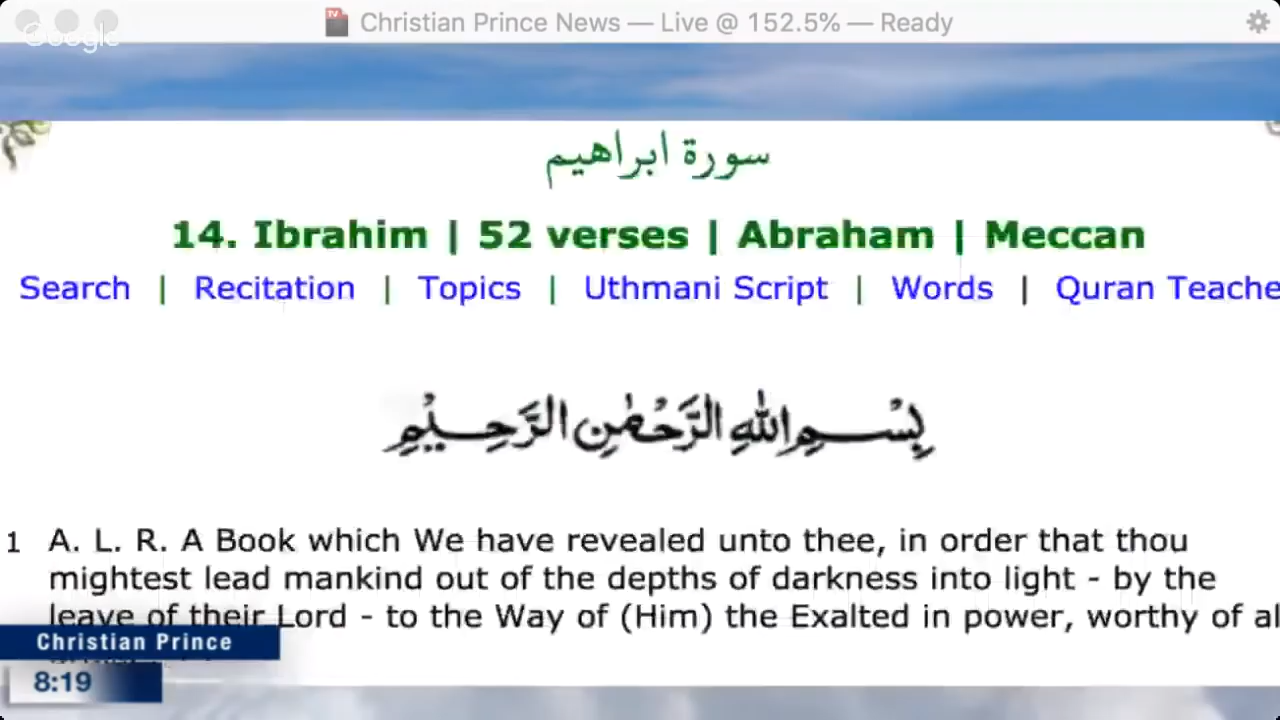 Christian Prince News — Live @ 152.5% — Ready
Google
سورة ابراهيم
14. Ibrahim | 52 verses | Abraham | Meccan
Search | Recitation | Topics | Uthmani Script | Words | Quran Teache
بِسْمِ اللهِ الرَّحْمٰنِ الرَّحِيْمِ
1 A. L. R. A Book which We have revealed unto thee, in order that thou
mightest lead mankind out of the depths of darkness into light - by the
leave of their Lord - to the Way of (Him) the Exalted in power, worthy of al
Christian Prince
8:19